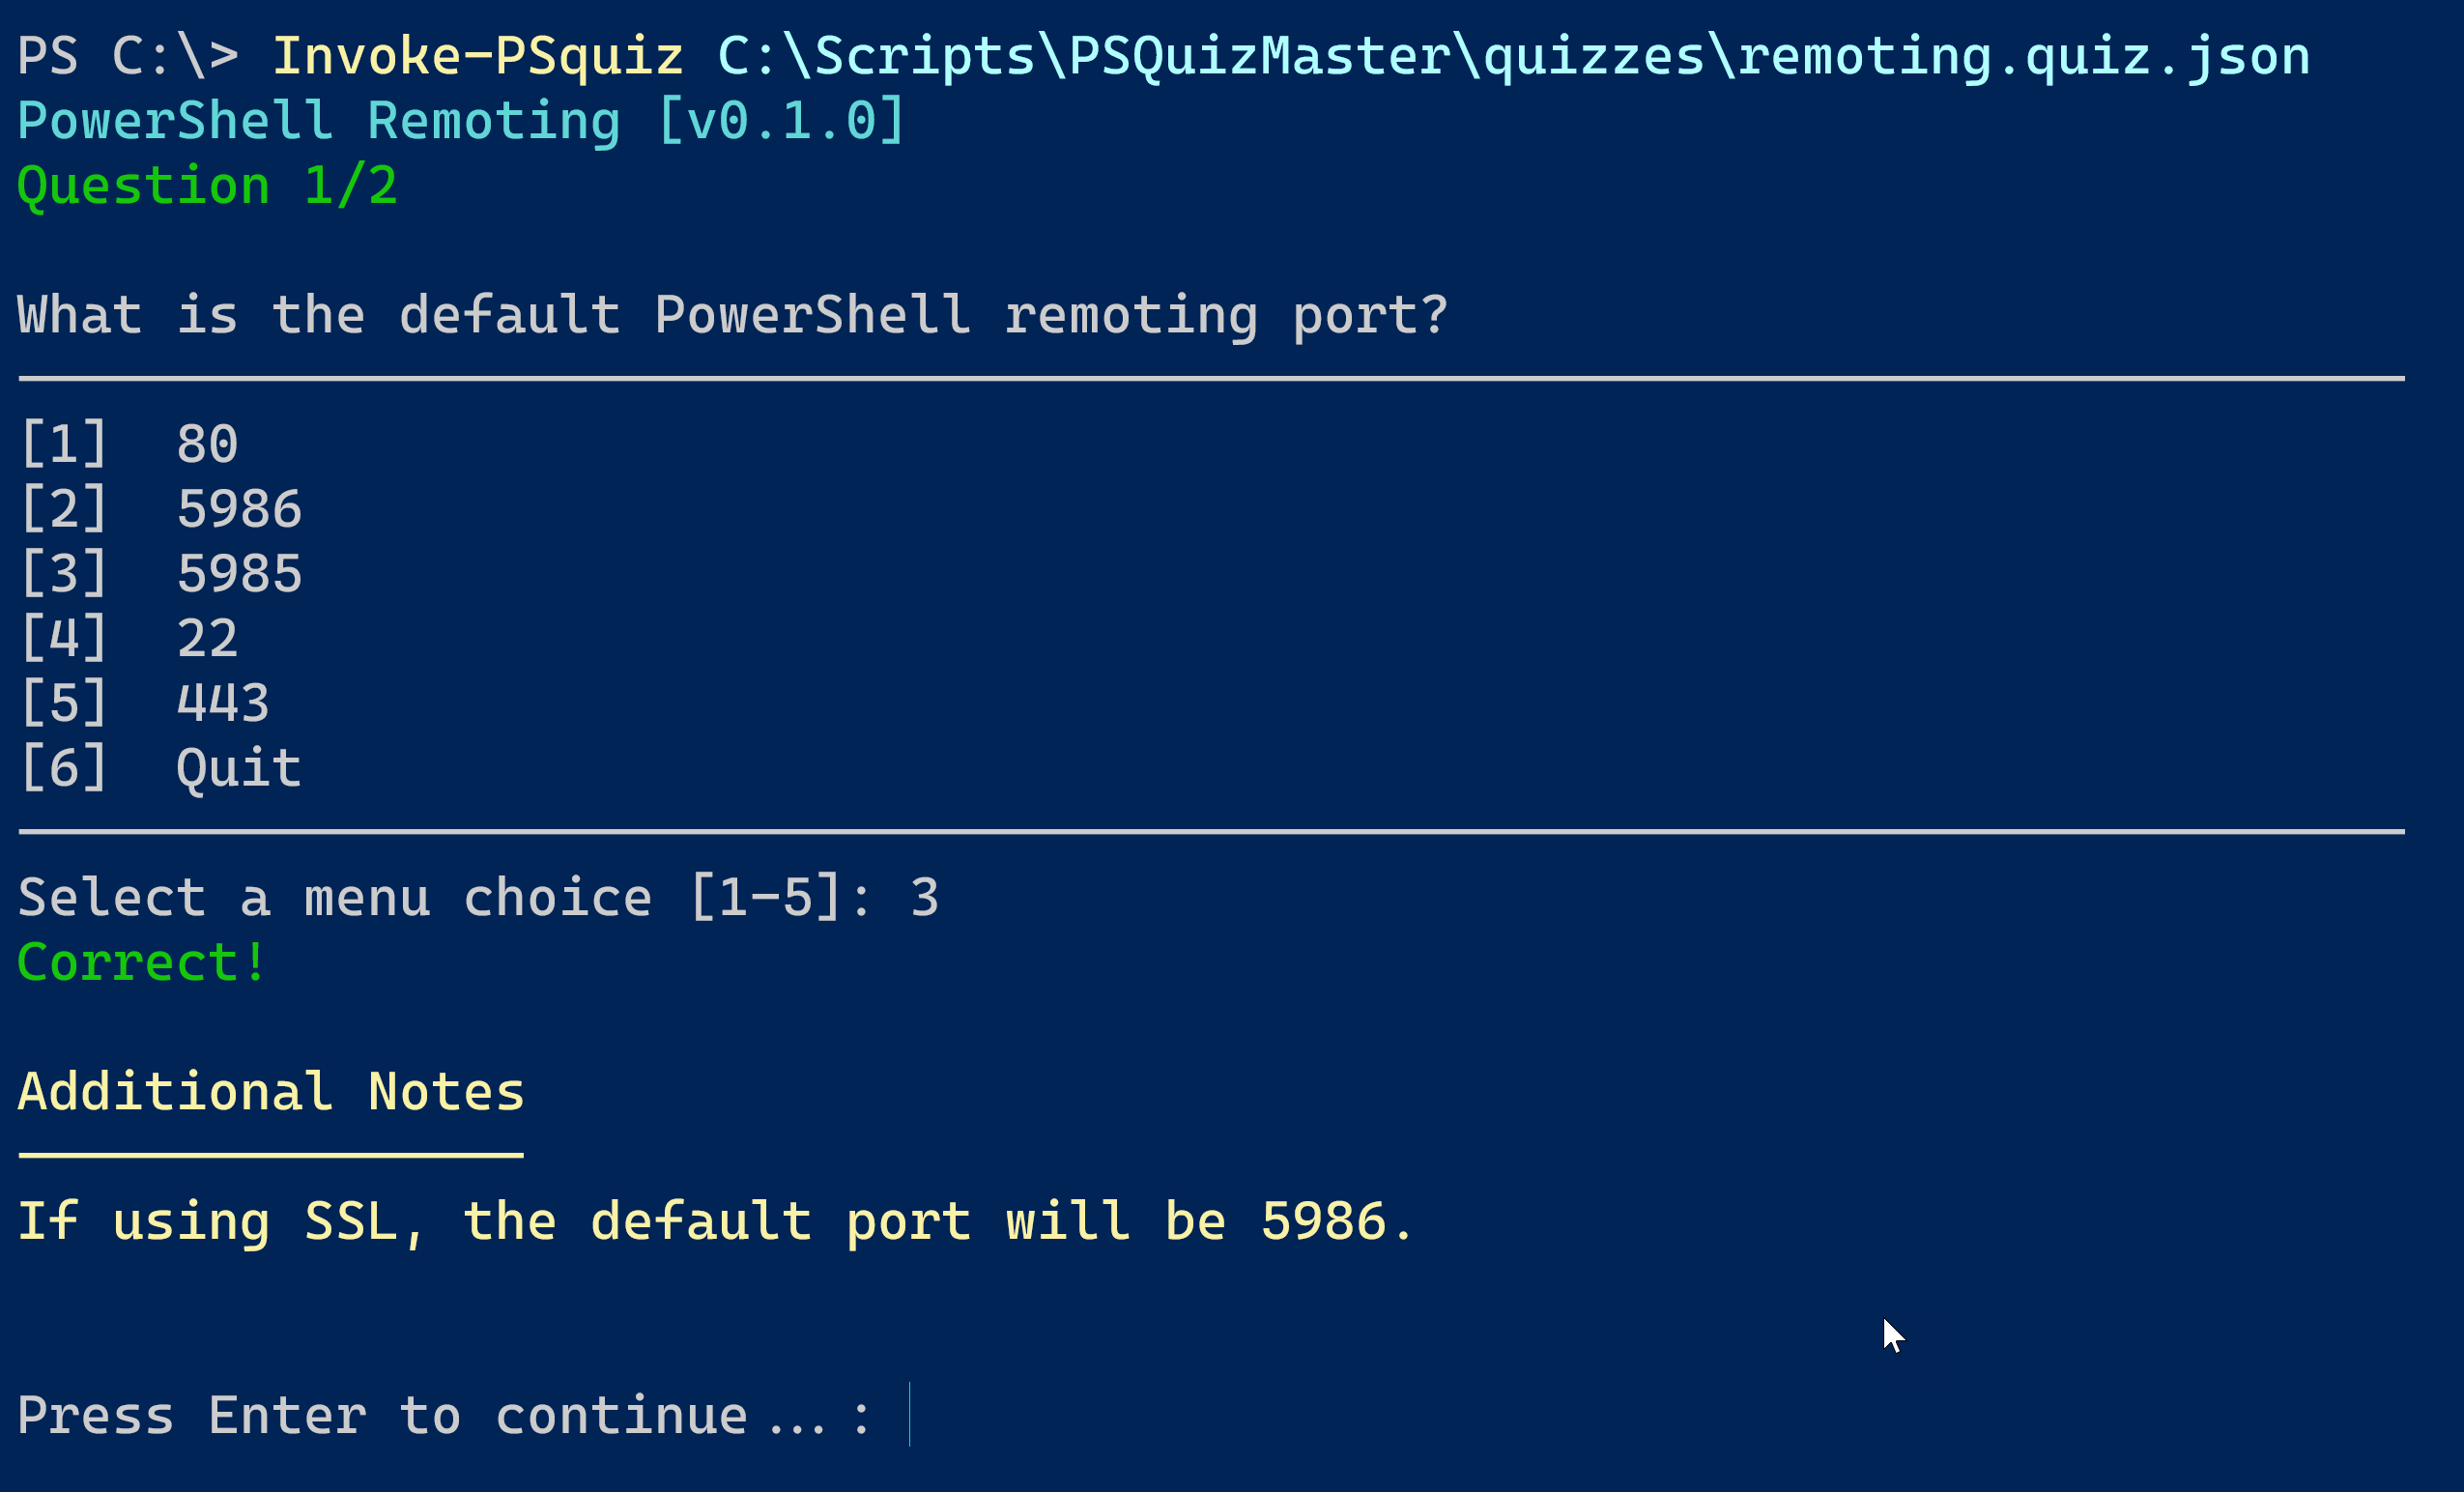 PS C:\> Invoke-PSquiz C:\Scripts\PSQuizMaster\quizzes\remoting.quiz.json
PowerShell Remoting [v0.1.0]
Question 1/2
What is the default PowerShell remoting port?
[1]  80
[2]  5986
[3]  5985
[4]  22
[5]  443
[6]  Quit
Select a menu choice [1-5]: 3
Correct!
Additional Notes
If using SSL, the default port will be 5986.
Press Enter to continue...: